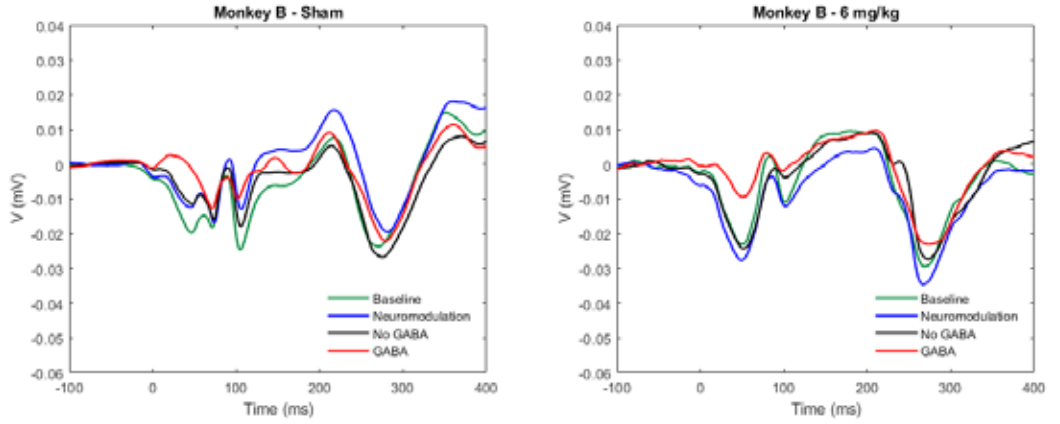 Monkey B - Sham
0.04
0.03
0.02
0.01
0
-0.01
-0.02
-0.03
-0.04
-0.05
-0.06
V (mV)
Baseline
Neuromodulation
No GABA
GABA
-100 0 100 200 300 400
Time (ms)
Monkey B - 6 mg/kg
0.04
0.03
0.02
0.01
0
-0.01
-0.02
-0.03
-0.04
-0.05
-0.06
V (mV)
Baseline
Neuromodulation
No GABA
GABA
-100 0 100 200 300 400
Time (ms)